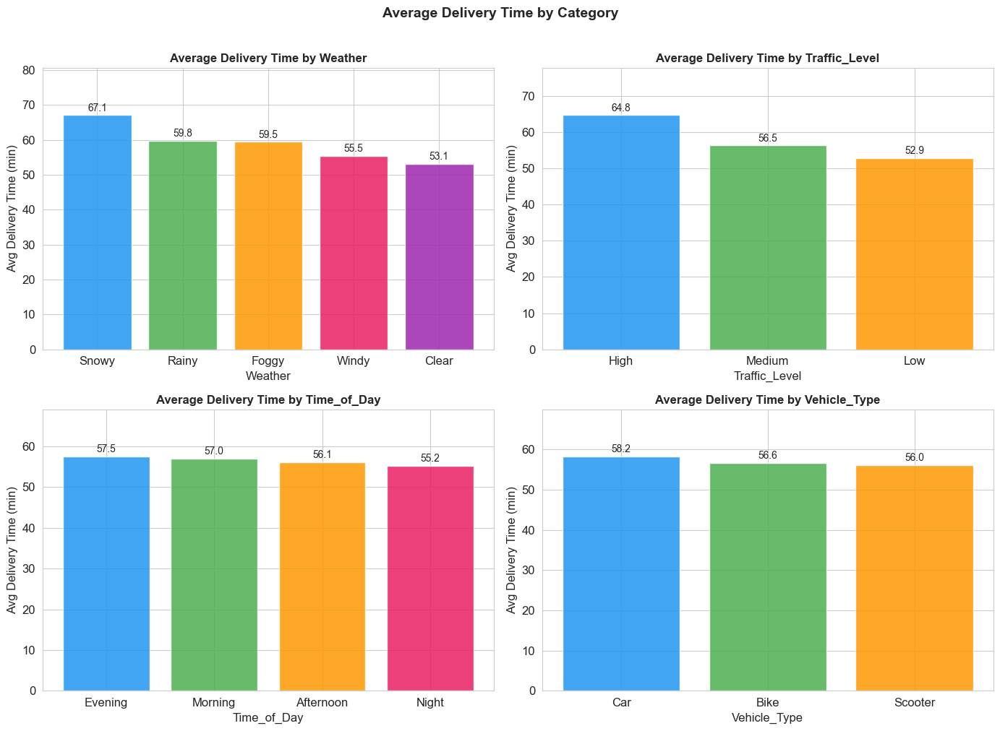 Average Delivery Time by Category
Average Delivery Time by Weather
Avg Delivery Time (min)
80
70
60
50
40
30
20
10
0
67.1
59.8
59.5
55.5
53.1
Snowy Rainy Foggy Windy Clear
Weather
Average Delivery Time by Traffic_Level
Avg Delivery Time (min)
70
60
50
40
30
20
10
0
64.8
56.5
52.9
High Medium Low
Traffic_Level
Average Delivery Time by Time_of_Day
Avg Delivery Time (min)
60
50
40
30
20
10
0
57.5
57.0
56.1
55.2
Evening Morning Afternoon Night
Time_of_Day
Average Delivery Time by Vehicle_Type
Avg Delivery Time (min)
60
50
40
30
20
10
0
58.2
56.6
56.0
Car Bike Scooter
Vehicle_Type